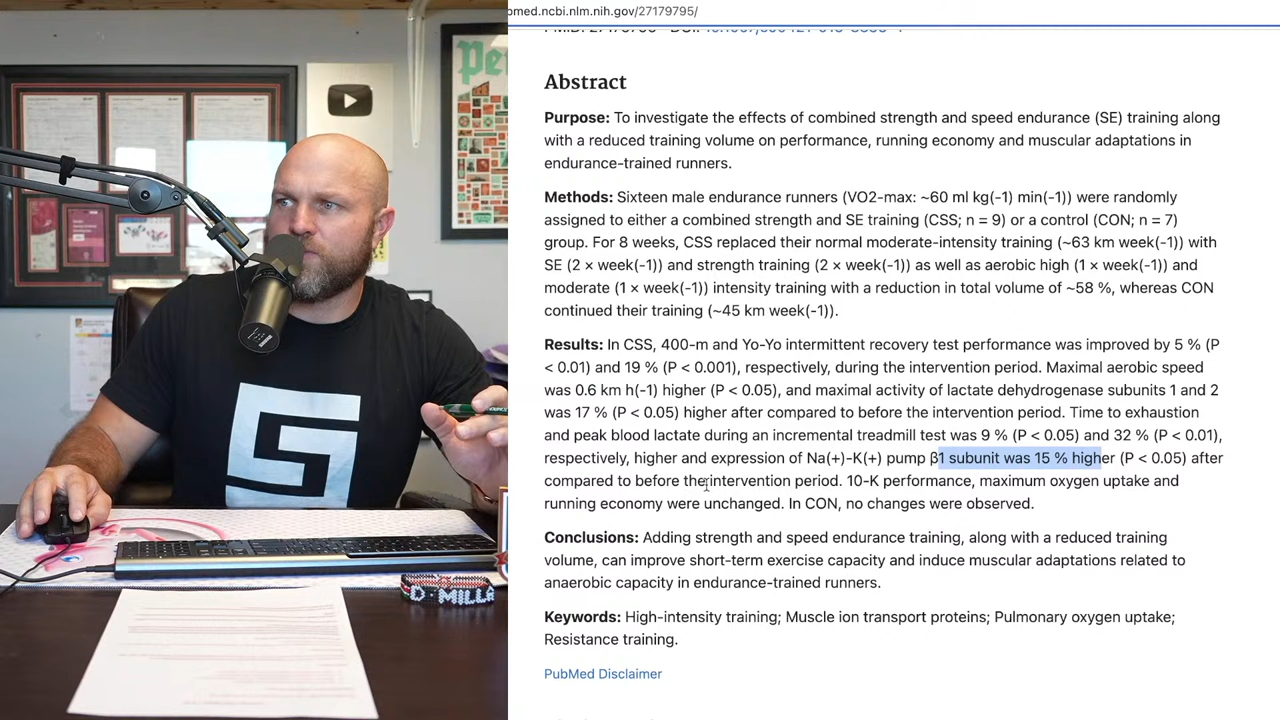 omed.ncbi.nlm.nih.gov/27179795/
Abstract
Purpose: To investigate the effects of combined strength and speed endurance (SE) training along
with a reduced training volume on performance, running economy and muscular adaptations in
endurance-trained runners.
Methods: Sixteen male endurance runners (VO2-max: ~60 ml kg(-1) min(-1)) were randomly
assigned to either a combined strength and SE training (CSS; n = 9) or a control (CON; n = 7)
group. For 8 weeks, CSS replaced their normal moderate-intensity training (~63 km week(-1)) with
SE (2 × week(-1)) and strength training (2 × week(-1)) as well as aerobic high (1 × week(-1)) and
moderate (1 × week(-1)) intensity training with a reduction in total volume of ~58 %, whereas CON
continued their training (~45 km week(-1)).
Results: In CSS, 400-m and Yo-Yo intermittent recovery test performance was improved by 5 % (P
< 0.01) and 19 % (P < 0.001), respectively, during the intervention period. Maximal aerobic speed
was 0.6 km h(-1) higher (P < 0.05), and maximal activity of lactate dehydrogenase subunits 1 and 2
was 17 % (P < 0.05) higher after compared to before the intervention period. Time to exhaustion
and peak blood lactate during an incremental treadmill test was 9 % (P < 0.05) and 32 % (P < 0.01),
respectively, higher and expression of Na(+)-K(+) pump β1 subunit was 15 % higher (P < 0.05) after
compared to before the intervention period. 10-K performance, maximum oxygen uptake and
running economy were unchanged. In CON, no changes were observed.
Conclusions: Adding strength and speed endurance training, along with a reduced training
volume, can improve short-term exercise capacity and induce muscular adaptations related to
anaerobic capacity in endurance-trained runners.
Keywords: High-intensity training; Muscle ion transport proteins; Pulmonary oxygen uptake;
Resistance training.
PubMed Disclaimer
Pe
D-MILLA